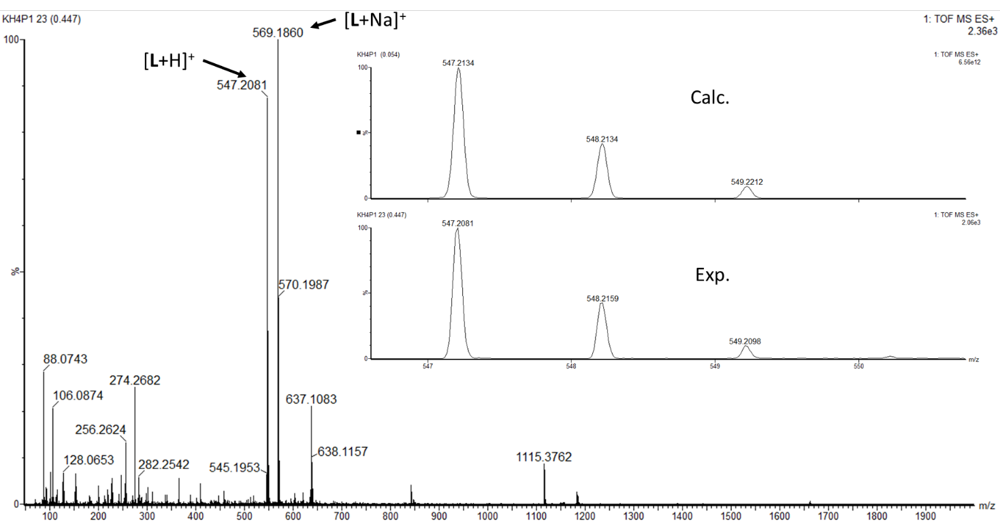 KH4P1 23 (0.447)
1: TOF MS ES+
2.36e3
100
%
0
[L+Na]+
569.1860
[L+H]+
547.2081
570.1987
88.0743
106.0874
274.2682
256.2624
128.0653
282.2542
545.1953
637.1083
638.1157
1115.3762
100 200 300 400 500 600 700 800 900 1000 1100 1200 1300 1400 1500 1600 1700 1800 1900
m/z
KH4P1 (0.054)
1: TOF MS ES+
6.56e12
100
%
0
547.2134
548.2134
549.2212
Calc.
KH4P1 23 (0.447)
1: TOF MS ES+
2.06e3
100
%
0
547.2081
548.2159
549.2098
Exp.
547 548 549 550
m/z